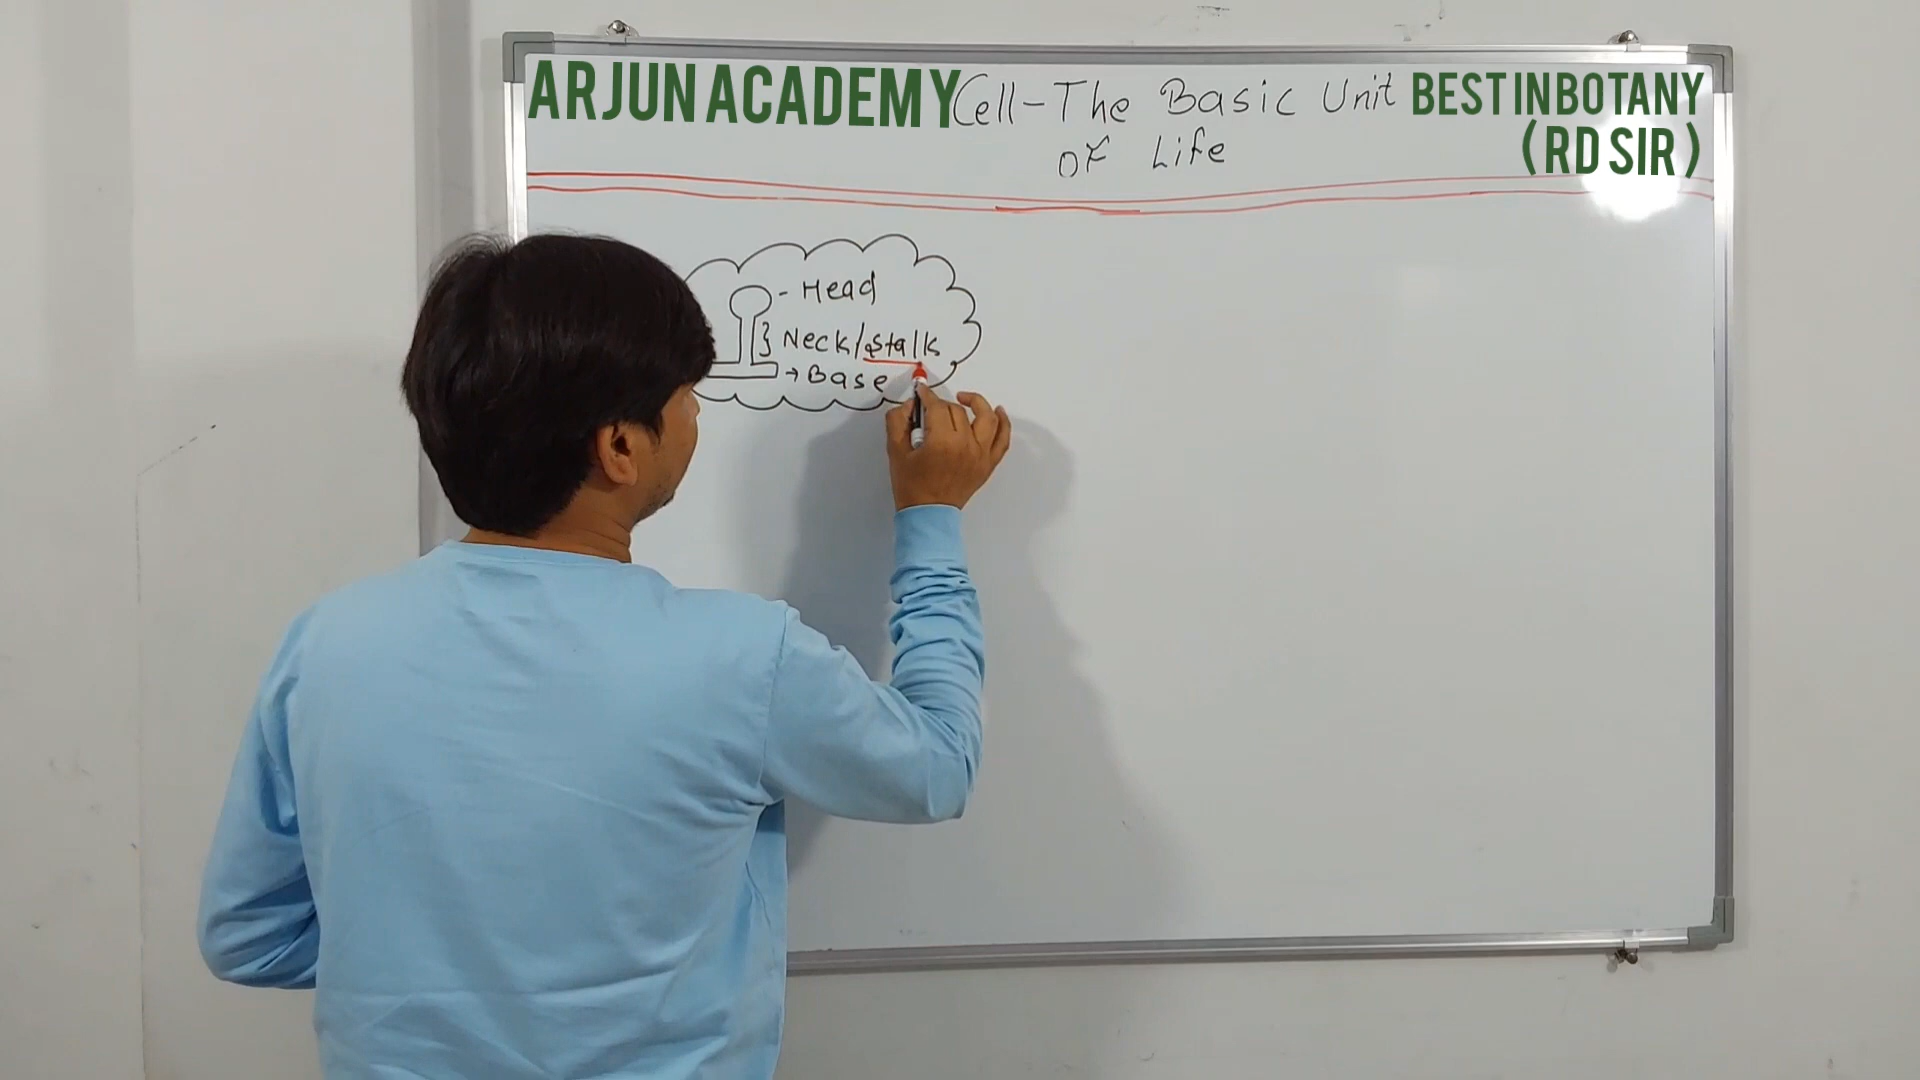 ARJUN ACADEMY
Cell-The Basic Unit
of Life
BEST IN BOTANY
(RD SIR)
- Head
} Neck/stalk
→ Base